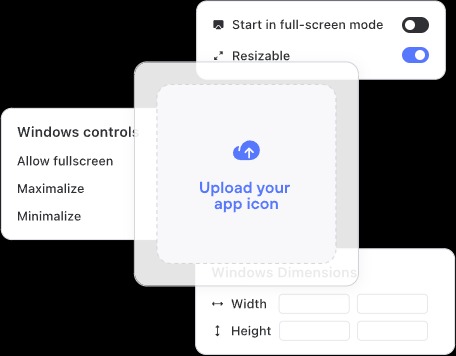 Start in full-screen mode
Resizable
Windows controls
Allow fullscreen
Maximalize
Minimalize
Upload your
app icon
Windows Dimensions
Width
Height